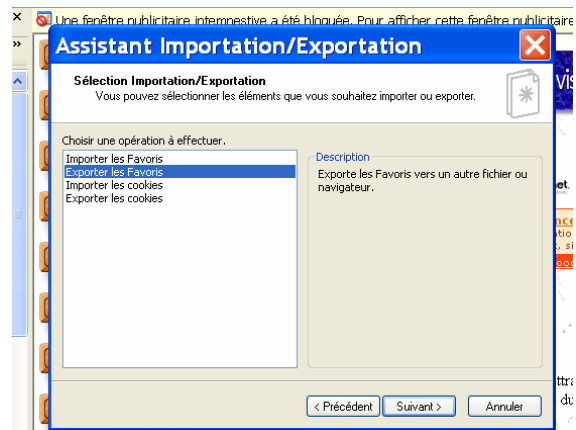 Une fenêtre publicitaire intempestive a été bloquée. Pour afficher cette fenêtre publicitaire
Assistant Importation/Exportation
Sélection Importation/Exportation
Vous pouvez sélectionner les éléments que vous souhaitez importer ou exporter.
Choisir une opération à effectuer.
Importer les Favoris
Exporter les Favoris
Importer les cookies
Exporter les cookies
Description
Exporte les Favoris vers un autre fichier ou
navigateur.
< Précédent
Suivant >
Annuler